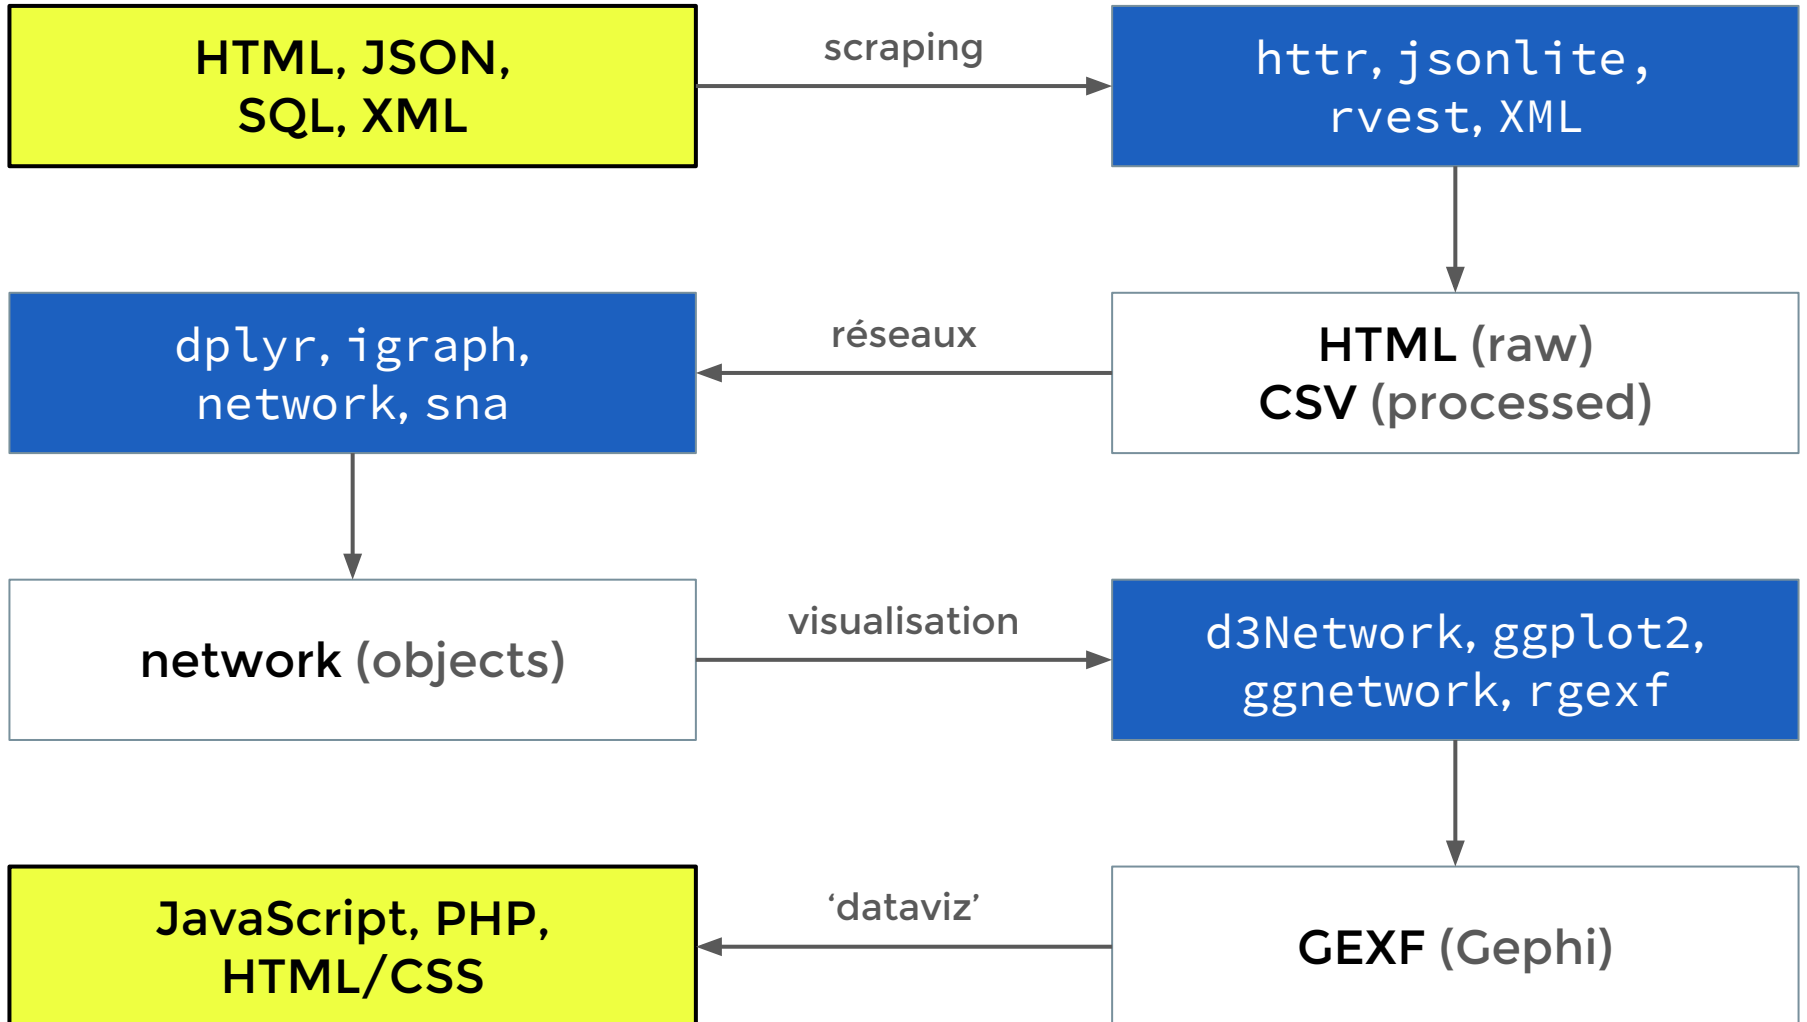 HTML, JSON,
SQL, XML
scraping
httr, jsonlite,
rvest, XML
dplyr, igraph,
network, sna
réseaux
HTML (raw)
CSV (processed)
network (objects)
visualisation
d3Network, ggplot2,
ggnetwork, rgexf
JavaScript, PHP,
HTML/CSS
‘dataviz’
GEXF (Gephi)